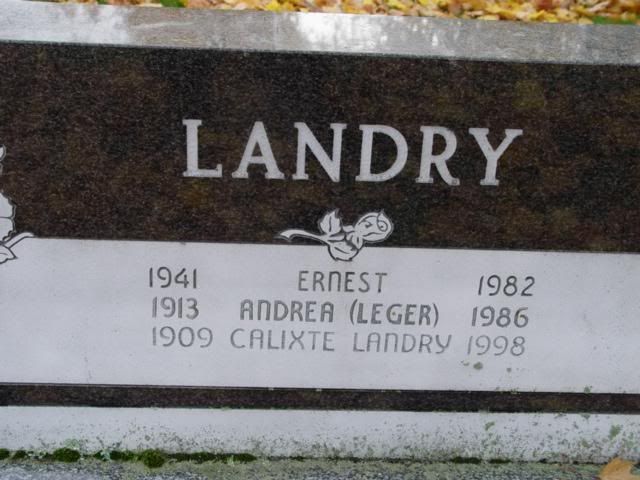 LANDRY
1941 ERNEST 1982
1913 ANDREA (LEGER) 1986
1909 CALIXTE LANDRY 1998